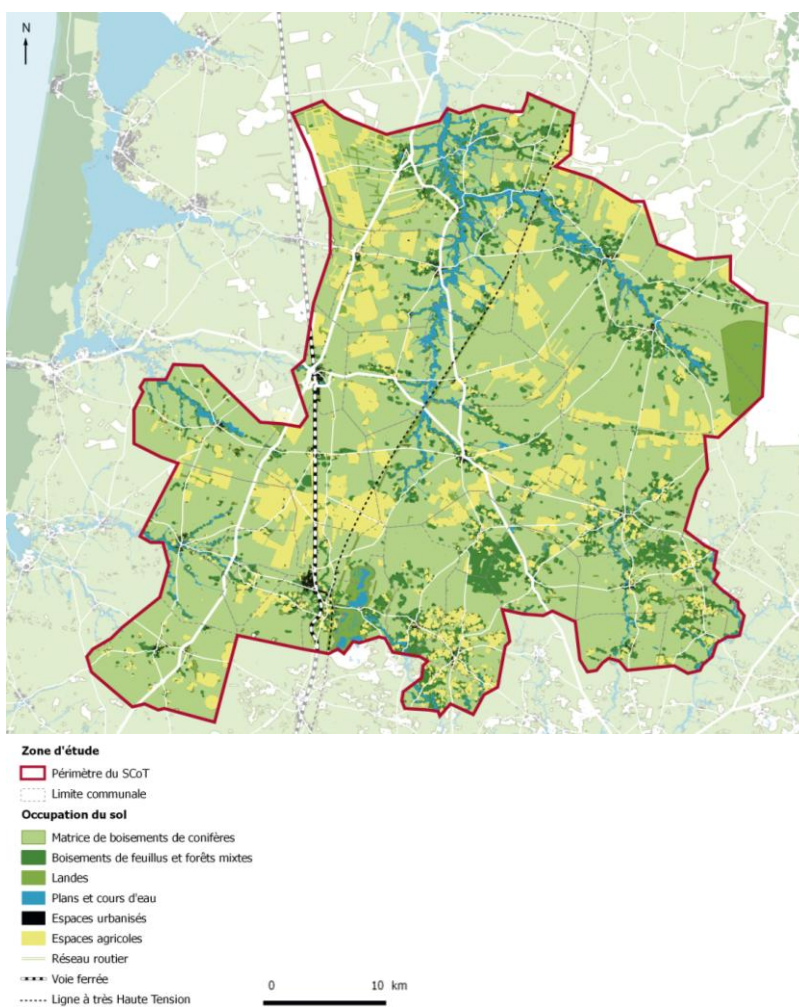 N
Zone d'étude
Périmètre du SCoT
Limite communale
Occupation du sol
Matrice de boisements de conifères
Boisements de feuillus et forêts mixtes
Landes
Plans et cours d'eau
Espaces urbanisés
Espaces agricoles
Réseau routier
Voie ferrée
Ligne à très Haute Tension
0 10 km